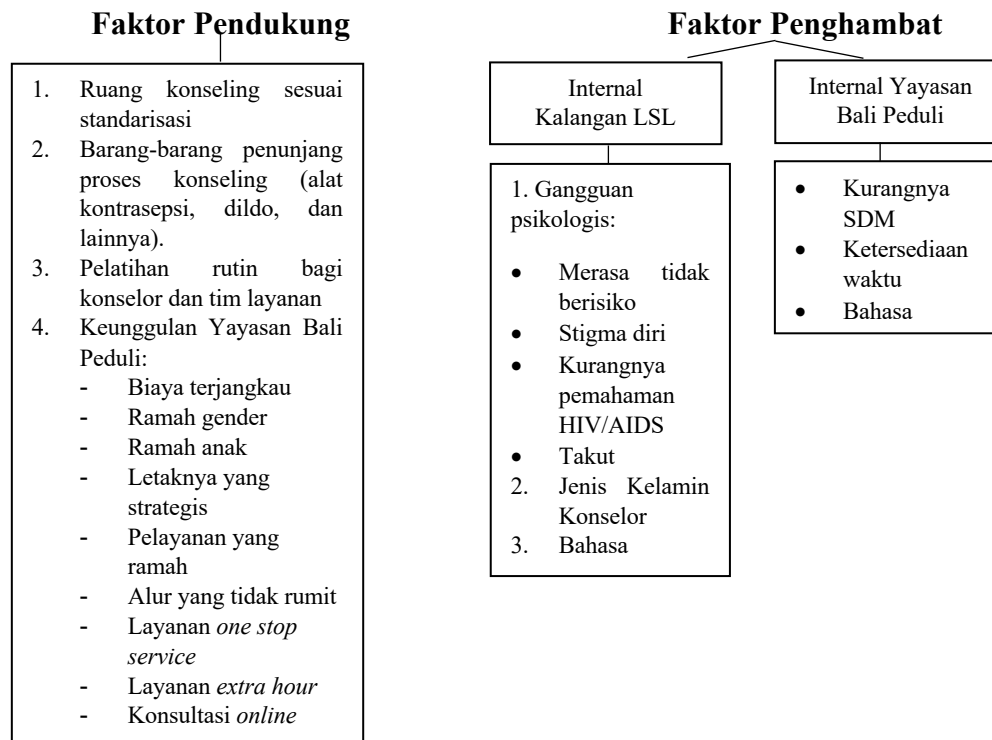 Faktor Pendukung
1. Ruang konseling sesuai
standarisasi
2. Barang-barang penunjang
proses konseling (alat
kontrasepsi, dildo, dan
lainnya).
3. Pelatihan rutin bagi
konselor dan tim layanan
4. Keunggulan Yayasan Bali
Peduli:
- Biaya terjangkau
- Ramah gender
- Ramah anak
- Letaknya yang
strategis
- Pelayanan yang
ramah
- Alur yang tidak rumit
- Layanan one stop
service
- Layanan extra hour
- Konsultasi online
Faktor Penghambat
Internal
Kalangan LSL
1. Gangguan
psikologis:
• Merasa tidak
berisiko
• Stigma diri
• Kurangnya
pemahaman
HIV/AIDS
• Takut
2. Jenis Kelamin
Konselor
3. Bahasa
Internal Yayasan
Bali Peduli
• Kurangnya
SDM
• Ketersediaan
waktu
• Bahasa